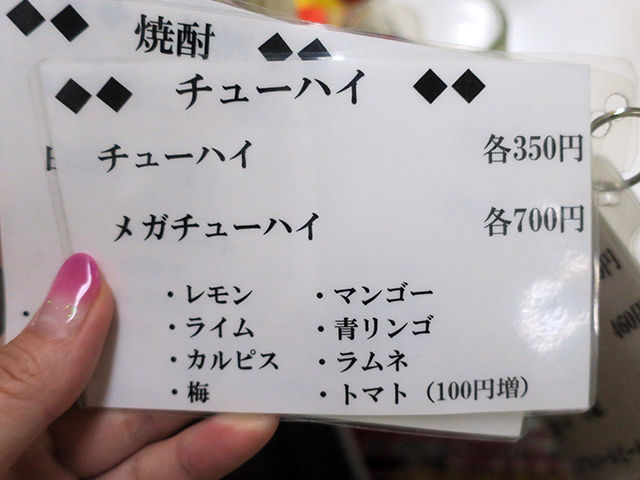 ◆◆ 焼酎 ◆◆
◆◆ チューハイ ◆◆
チューハイ 各350円
メガチューハイ 各700円
・レモン ・マンゴー
・ライム ・青リンゴ
・カルピス ・ラムネ
・梅 ・トマト(100円増)